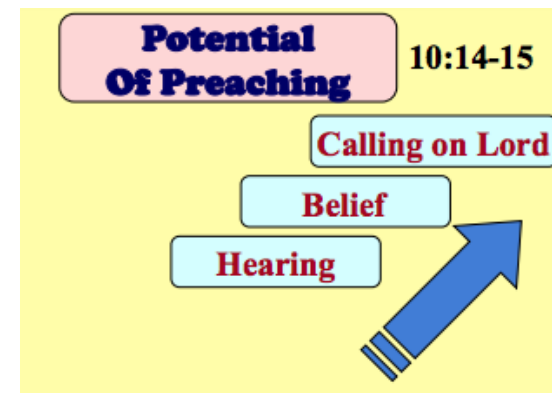 Potential
Of Preaching
10:14-15
Calling on Lord
Belief
Hearing